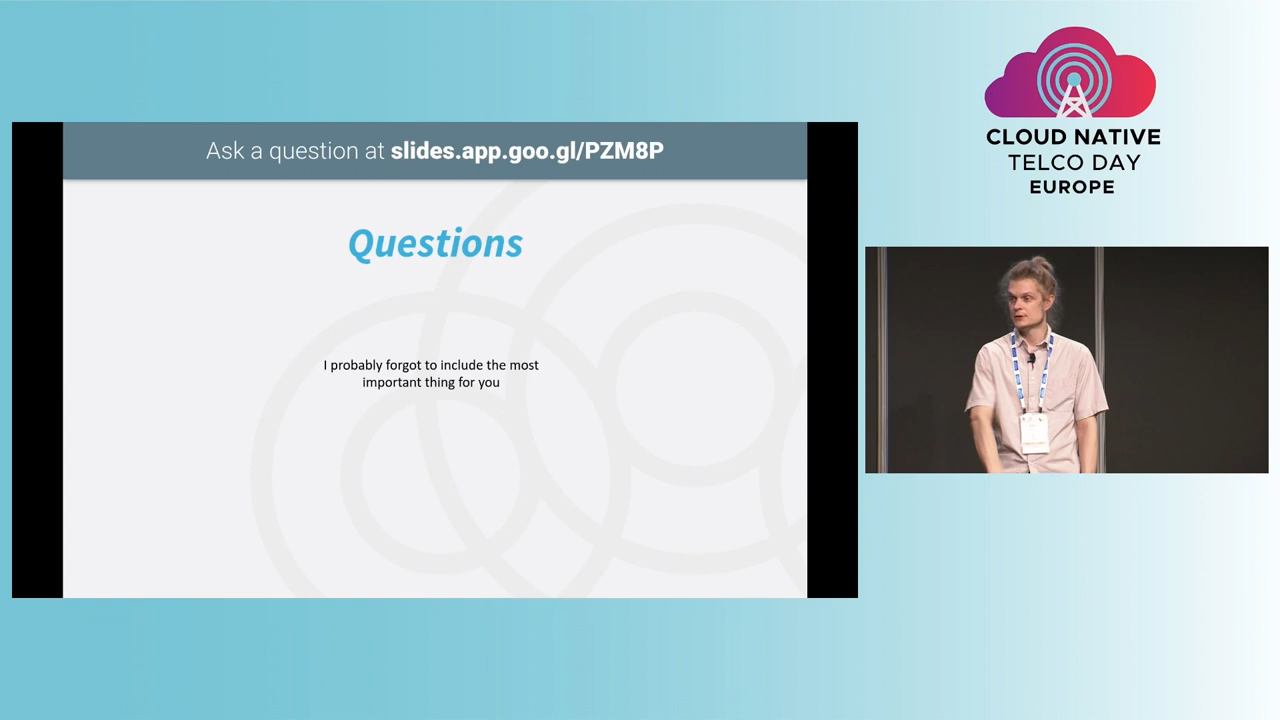 Ask a question at slides.app.goo.gl/PZM8P
Questions
I probably forgot to include the most
important thing for you
CLOUD NATIVE
TELCO DAY
EUROPE